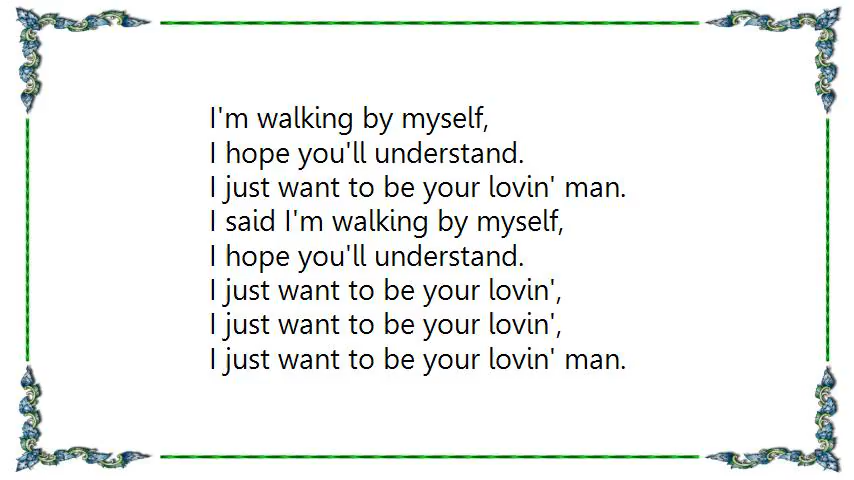 I'm walking by myself,
I hope you'll understand.
I just want to be your lovin' man.
I said I'm walking by myself,
I hope you'll understand.
I just want to be your lovin',
I just want to be your lovin',
I just want to be your lovin' man.